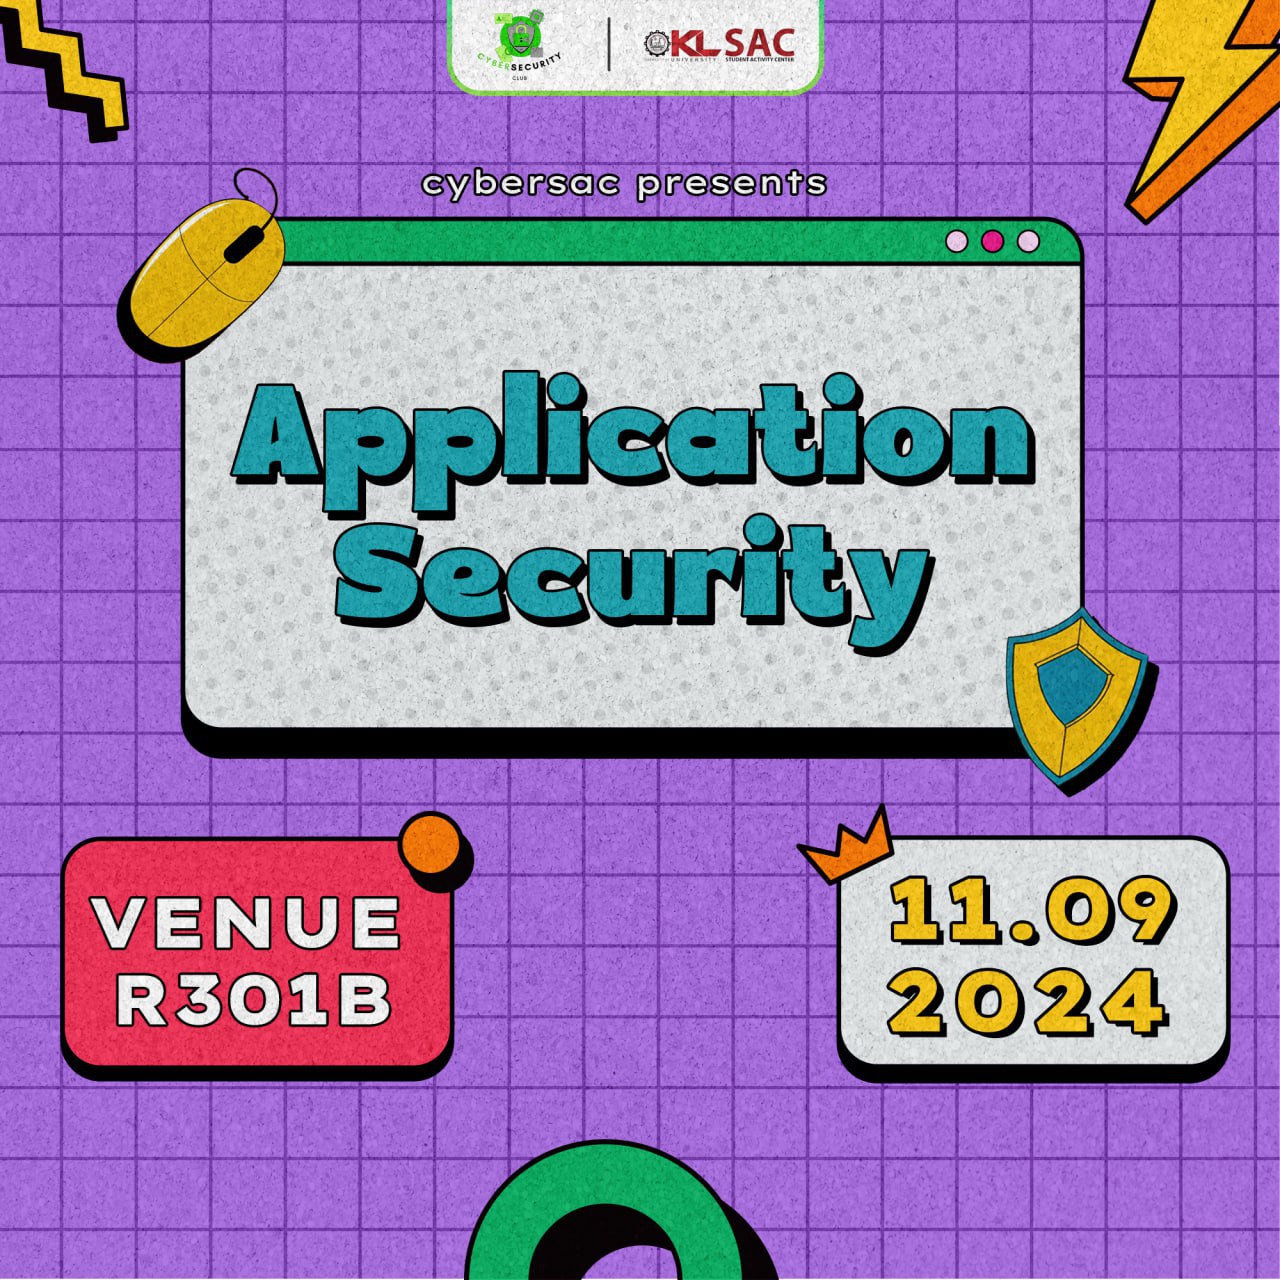 CYBERSECURITY
CLUB
KL SAC
UNIVERSITY STUDENT ACTIVITY CENTER
cybersac presents
Application
Security
VENUE
R301B
11.09
2024